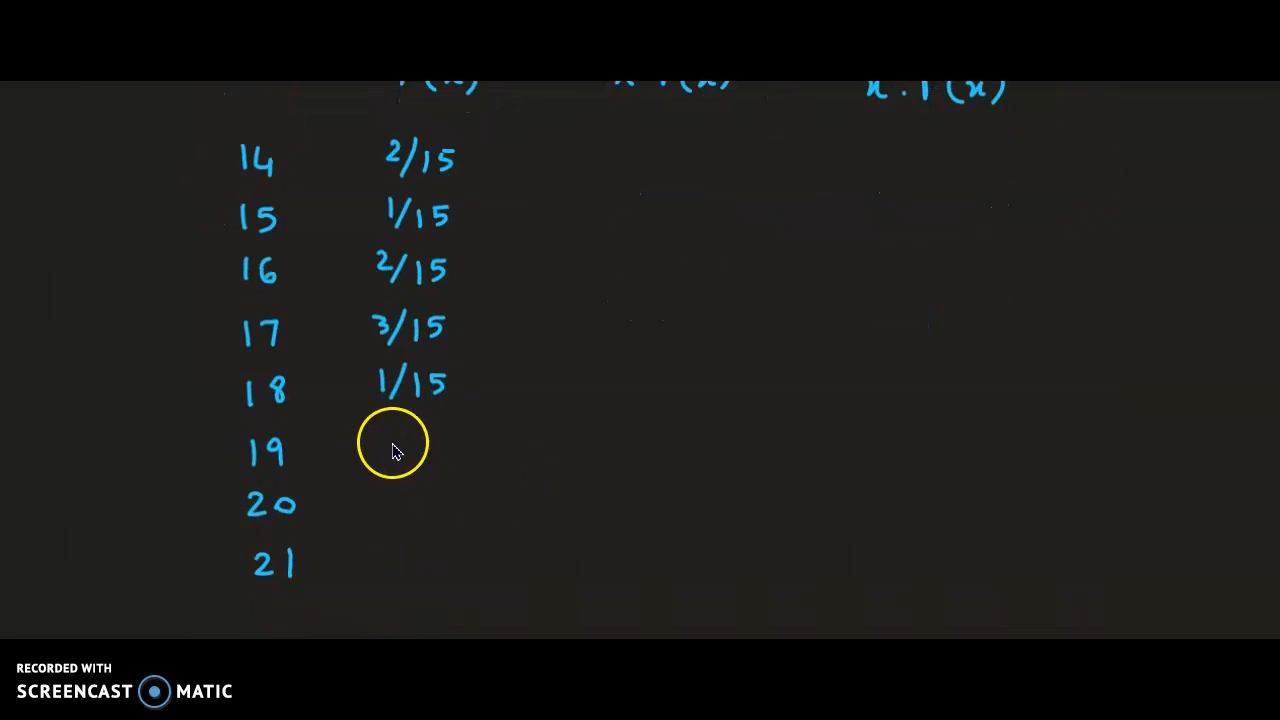 P(x) x.P(x) x.P(x)
14 2/15
15 1/15
16 2/15
17 3/15
18 1/15
19
20
21
RECORDED WITH
SCREENCAST MATIC